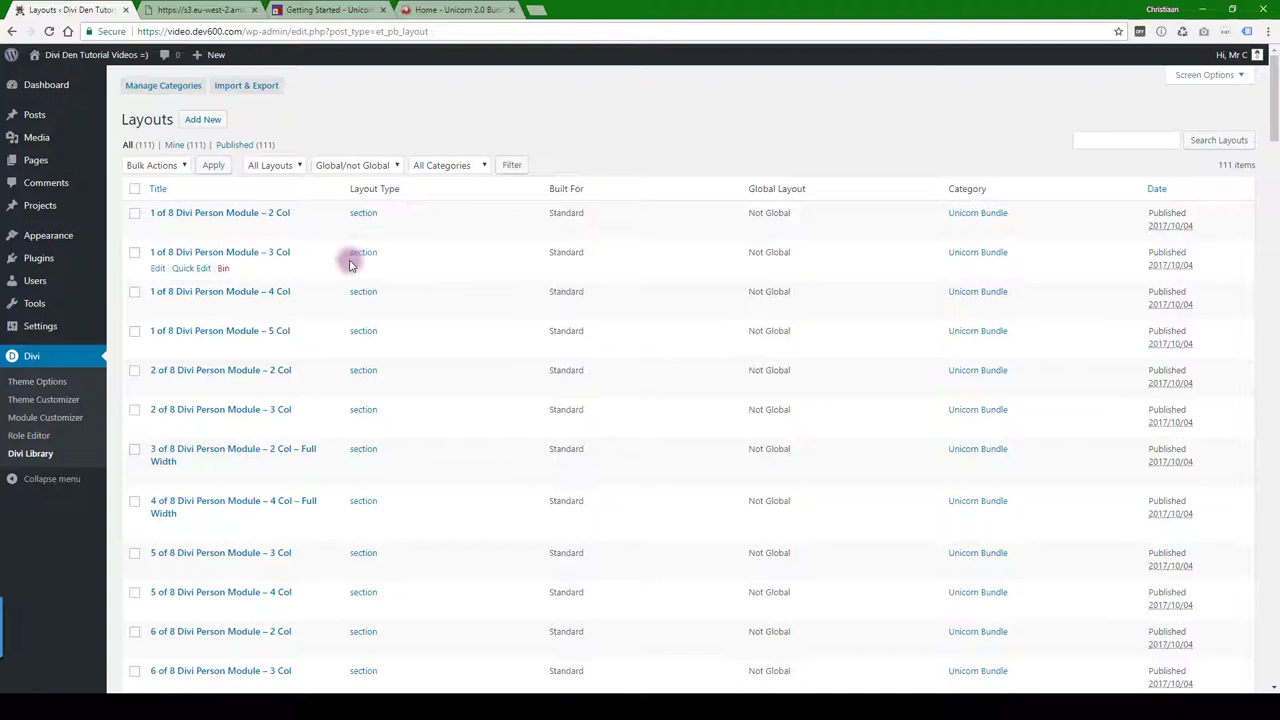 Layouts ‹ Divi Den Tutorial Videos =)
https://s3.eu-west-2.am
Getting Started - Unicor
Home - Unicorn 2.0 Bun
Christiaan
Secure
https://video.dev600.com/wp-admin/edit.php?post_type=et_pb_layout
Divi Den Tutorial Videos =) 0 New
Hi, Mr C
Dashboard
Posts
Media
Pages
Comments
Projects
Appearance
Plugins
Users
Tools
Settings
Divi
Theme Options
Theme Customizer
Module Customizer
Role Editor
Divi Library
Collapse menu
Manage Categories Import & Export
Screen Options
Layouts Add New
All (111) | Mine (111) | Published (111)
Search Layouts
Bulk Actions Apply All Layouts Global/not Global All Categories Filter
111 items
Title Layout Type Built For Global Layout Category Date
1 of 8 Divi Person Module – 2 Col section Standard Not Global Unicorn Bundle Published
2017/10/04
1 of 8 Divi Person Module – 3 Col section Standard Not Global Unicorn Bundle Published
Edit | Quick Edit | Bin 2017/10/04
1 of 8 Divi Person Module – 4 Col section Standard Not Global Unicorn Bundle Published
2017/10/04
1 of 8 Divi Person Module – 5 Col section Standard Not Global Unicorn Bundle Published
2017/10/04
2 of 8 Divi Person Module – 2 Col section Standard Not Global Unicorn Bundle Published
2017/10/04
2 of 8 Divi Person Module – 3 Col section Standard Not Global Unicorn Bundle Published
2017/10/04
3 of 8 Divi Person Module – 2 Col – Full section Standard Not Global Unicorn Bundle Published
Width 2017/10/04
4 of 8 Divi Person Module – 4 Col – Full section Standard Not Global Unicorn Bundle Published
Width 2017/10/04
5 of 8 Divi Person Module – 3 Col section Standard Not Global Unicorn Bundle Published
2017/10/04
5 of 8 Divi Person Module – 4 Col section Standard Not Global Unicorn Bundle Published
2017/10/04
6 of 8 Divi Person Module – 2 Col section Standard Not Global Unicorn Bundle Published
2017/10/04
6 of 8 Divi Person Module – 3 Col section Standard Not Global Unicorn Bundle Published
2017/10/04